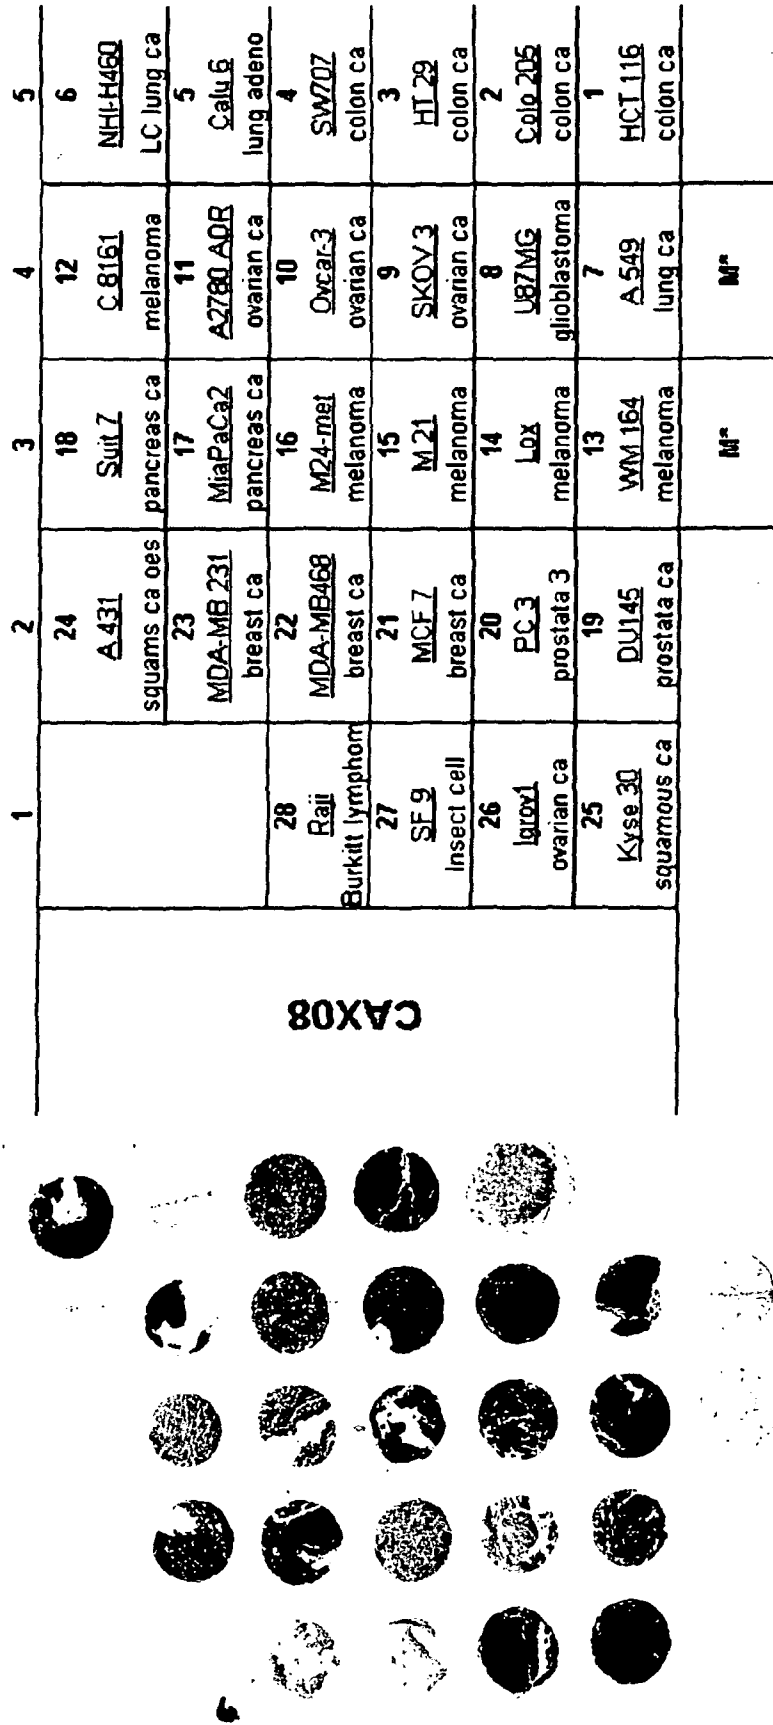 CAX08
1
2
3
4
5
24
A 431
squams ca oes
18
Suit 7
pancreas ca
12
C 8161
melanoma
6
NHI-H460
LC lung ca
23
MDA-MB 231
breast ca
17
MiaPaCa2
pancreas ca
11
A2780 ADR
ovarian ca
5
Calu 6
lung adeno
28
Raji
Burkitt lymphom
22
MDA-MB468
breast ca
16
M24-met
melanoma
10
Ovcar-3
ovarian ca
4
SW707
colon ca
27
SF 9
Insect cell
21
MCF 7
breast ca
15
M 21
melanoma
9
SKOV 3
ovarian ca
3
HT 29
colon ca
26
Igrov1
ovarian ca
20
PC 3
prostata 3
14
Lox
melanoma
8
U87MG
glioblastoma
2
Colo 205
colon ca
25
Kyse 30
squamous ca
19
DU145
prostata ca
13
WM 164
melanoma
7
A 549
lung ca
1
HCT 116
colon ca
M*
M*